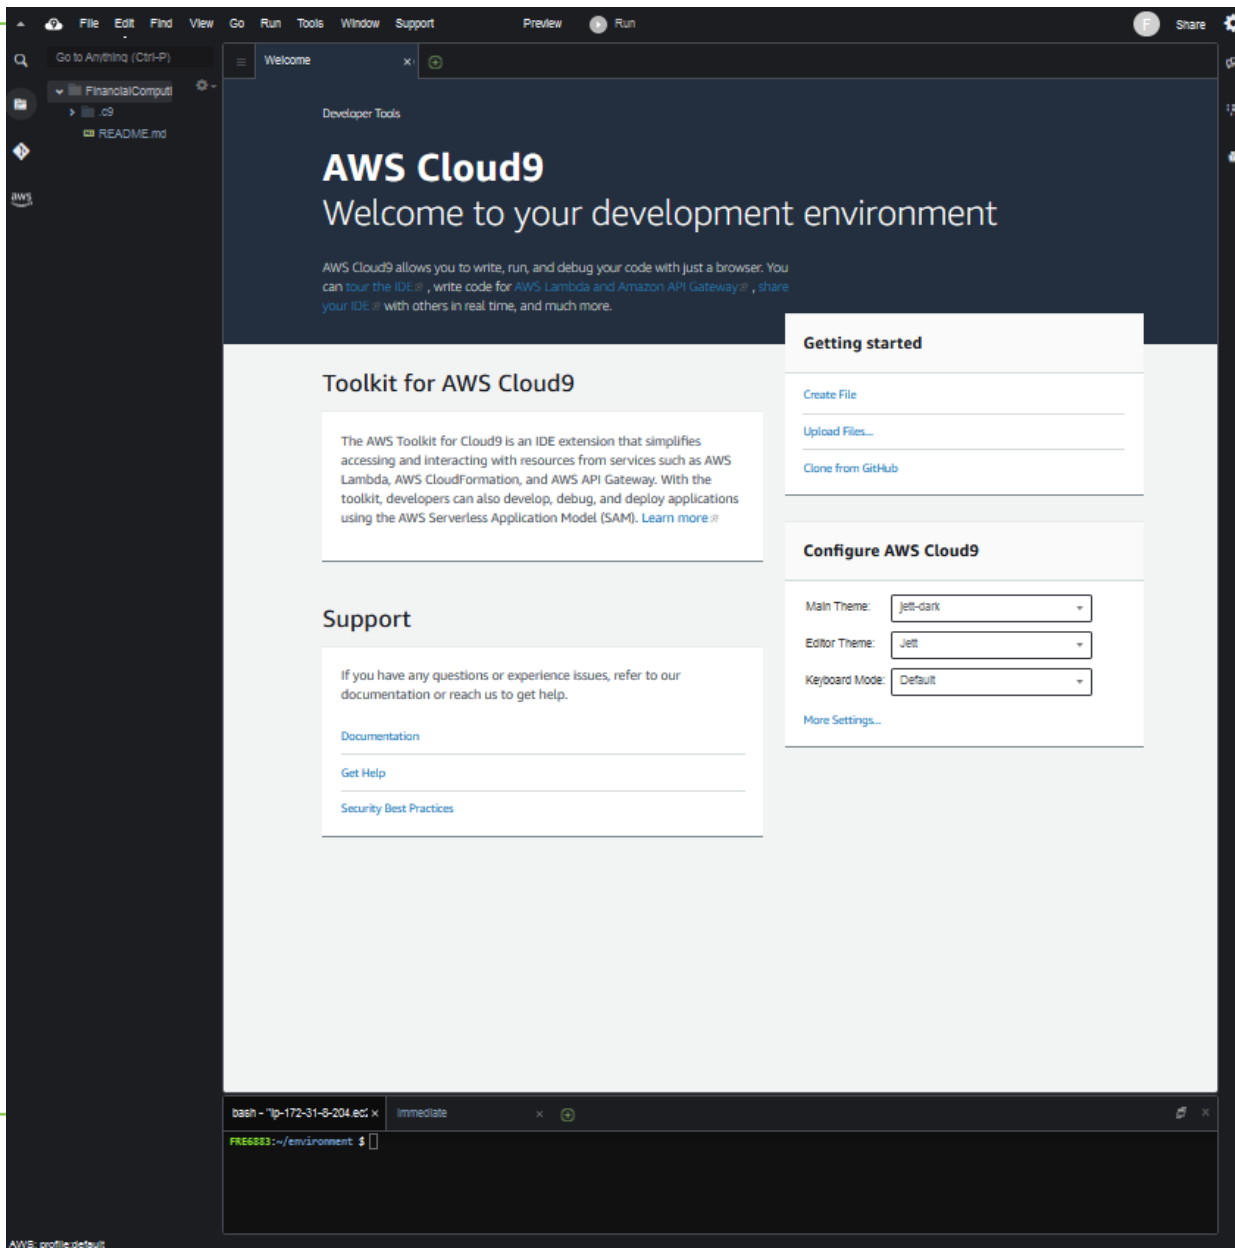 File Edit Find View Go Run Tools Window Support Preview Run F Share
Go to Anything (Ctrl-P)
Welcome
FinancialComputi
.c9
README.md
aws
Developer Tools
AWS Cloud9
Welcome to your development environment
AWS Cloud9 allows you to write, run, and debug your code with just a browser. You
can tour the IDE , write code for AWS Lambda and Amazon API Gateway , share
your IDE with others in real time, and much more.
Getting started
Create File
Upload Files...
Clone from GitHub
Toolkit for AWS Cloud9
The AWS Toolkit for Cloud9 is an IDE extension that simplifies
accessing and interacting with resources from services such as AWS
Lambda, AWS CloudFormation, and AWS API Gateway. With the
toolkit, developers can also develop, debug, and deploy applications
using the AWS Serverless Application Model (SAM). Learn more
Configure AWS Cloud9
Main Theme: jett-dark
Editor Theme: Jett
Keyboard Mode: Default
More Settings...
Support
If you have any questions or experience issues, refer to our
documentation or reach us to get help.
Documentation
Get Help
Security Best Practices
bash - "ip-172-31-8-204.ec2 Immediate
FRE6883:~/environment $
AWS: profile:default